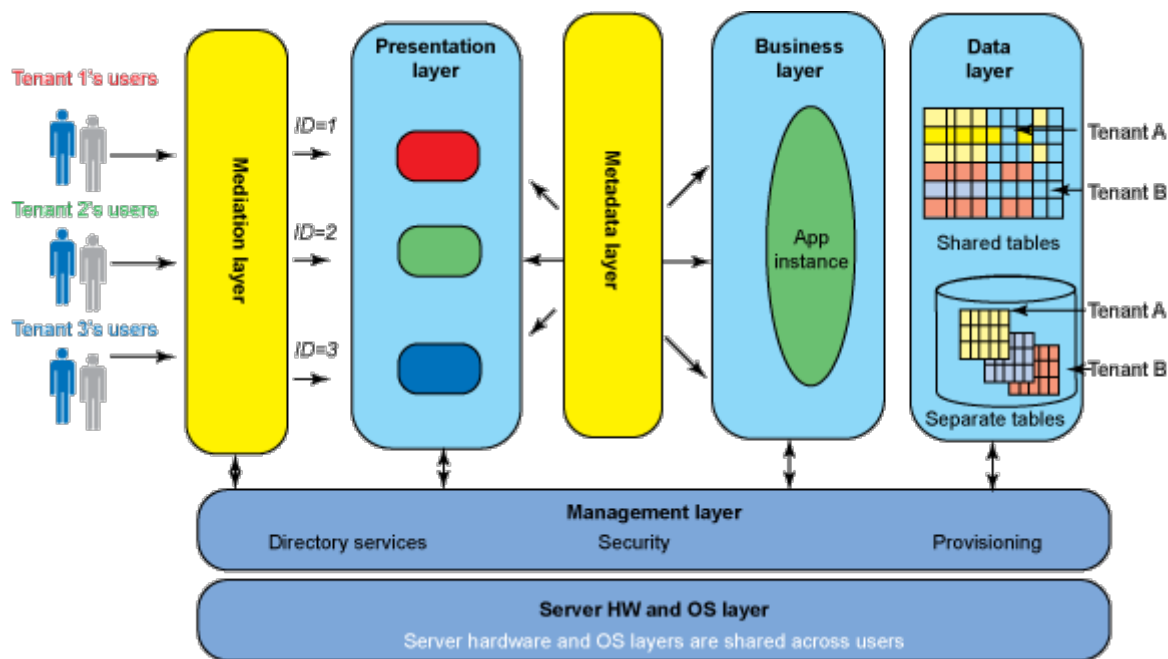 Tenant 1's users
Tenant 2's users
Tenant 3's users
Mediation layer
ID=1
ID=2
ID=3
Presentation
layer
Metadata layer
Business
layer
App
instance
Data
layer
Tenant A
Tenant B
Shared tables
Tenant A
Tenant B
Separate tables
Management layer
Directory services
Security
Provisioning
Server HW and OS layer
Server hardware and OS layers are shared across users